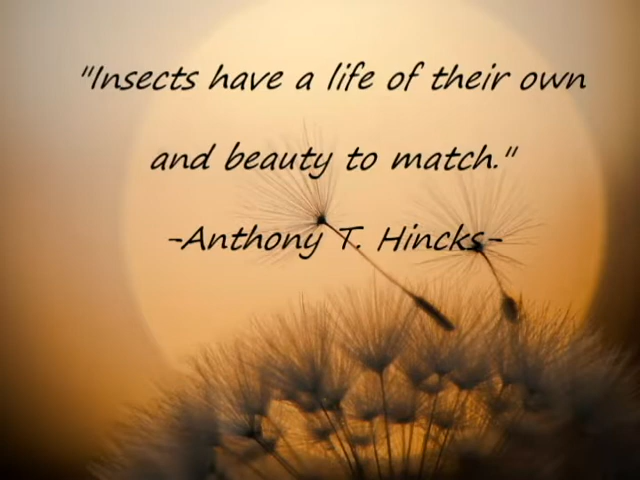 "Insects have a life of their own
and beauty to match."
-Anthony T. Hincks-